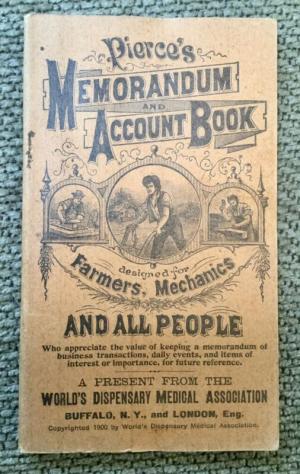 Pierce's
MEMORANDUM
AND
ACCOUNT BOOK
designed for
Farmers, Mechanics
AND ALL PEOPLE
Who appreciate the value of keeping a memorandum of
business transactions, daily events, and items of
interest or importance, for future reference.
A PRESENT FROM THE
WORLD'S DISPENSARY MEDICAL ASSOCIATION
BUFFALO, N. Y., and LONDON, Eng.
Copyrighted 1900 by World's Dispensary Medical Association.